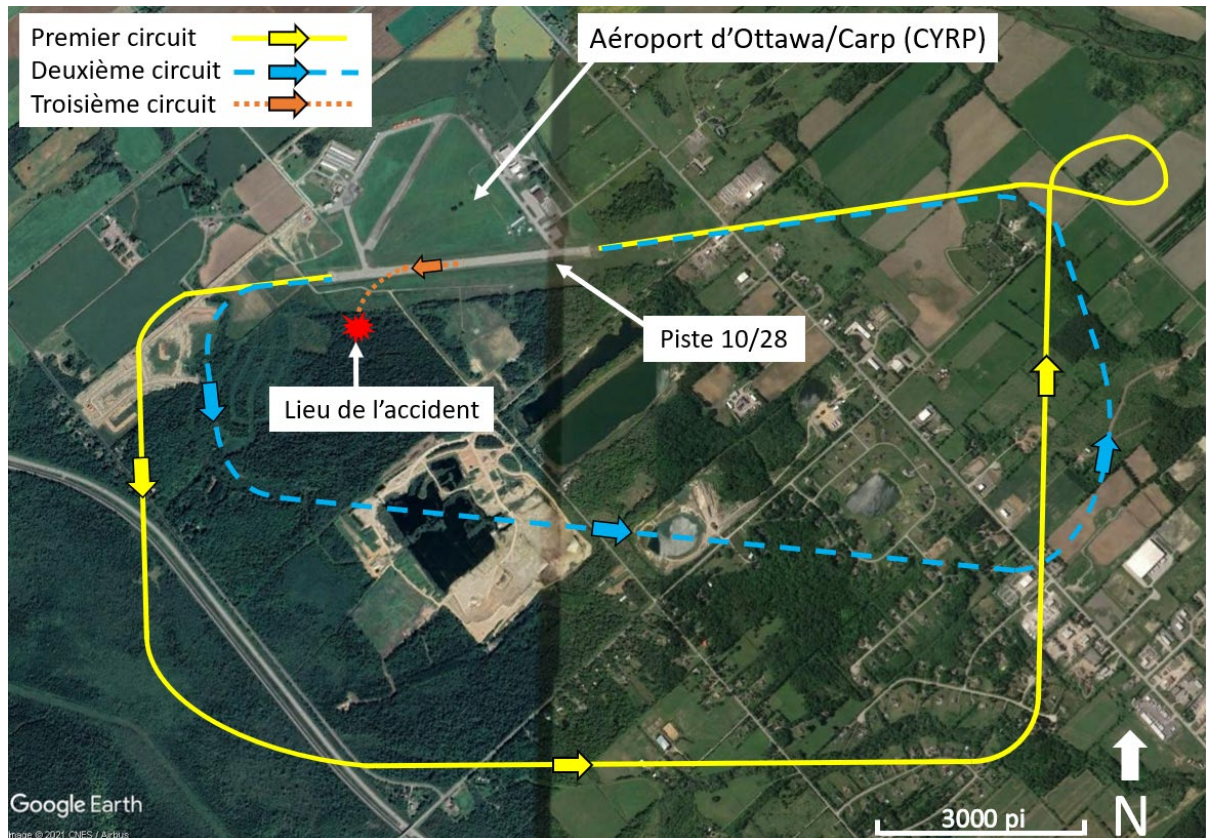 Premier circuit
Deuxième circuit
Troisième circuit
Aéroport d'Ottawa/Carp (CYRP)
Piste 10/28
Lieu de l'accident
Google Earth
Image © 2021 CNES / Airbus
3000 pi
N